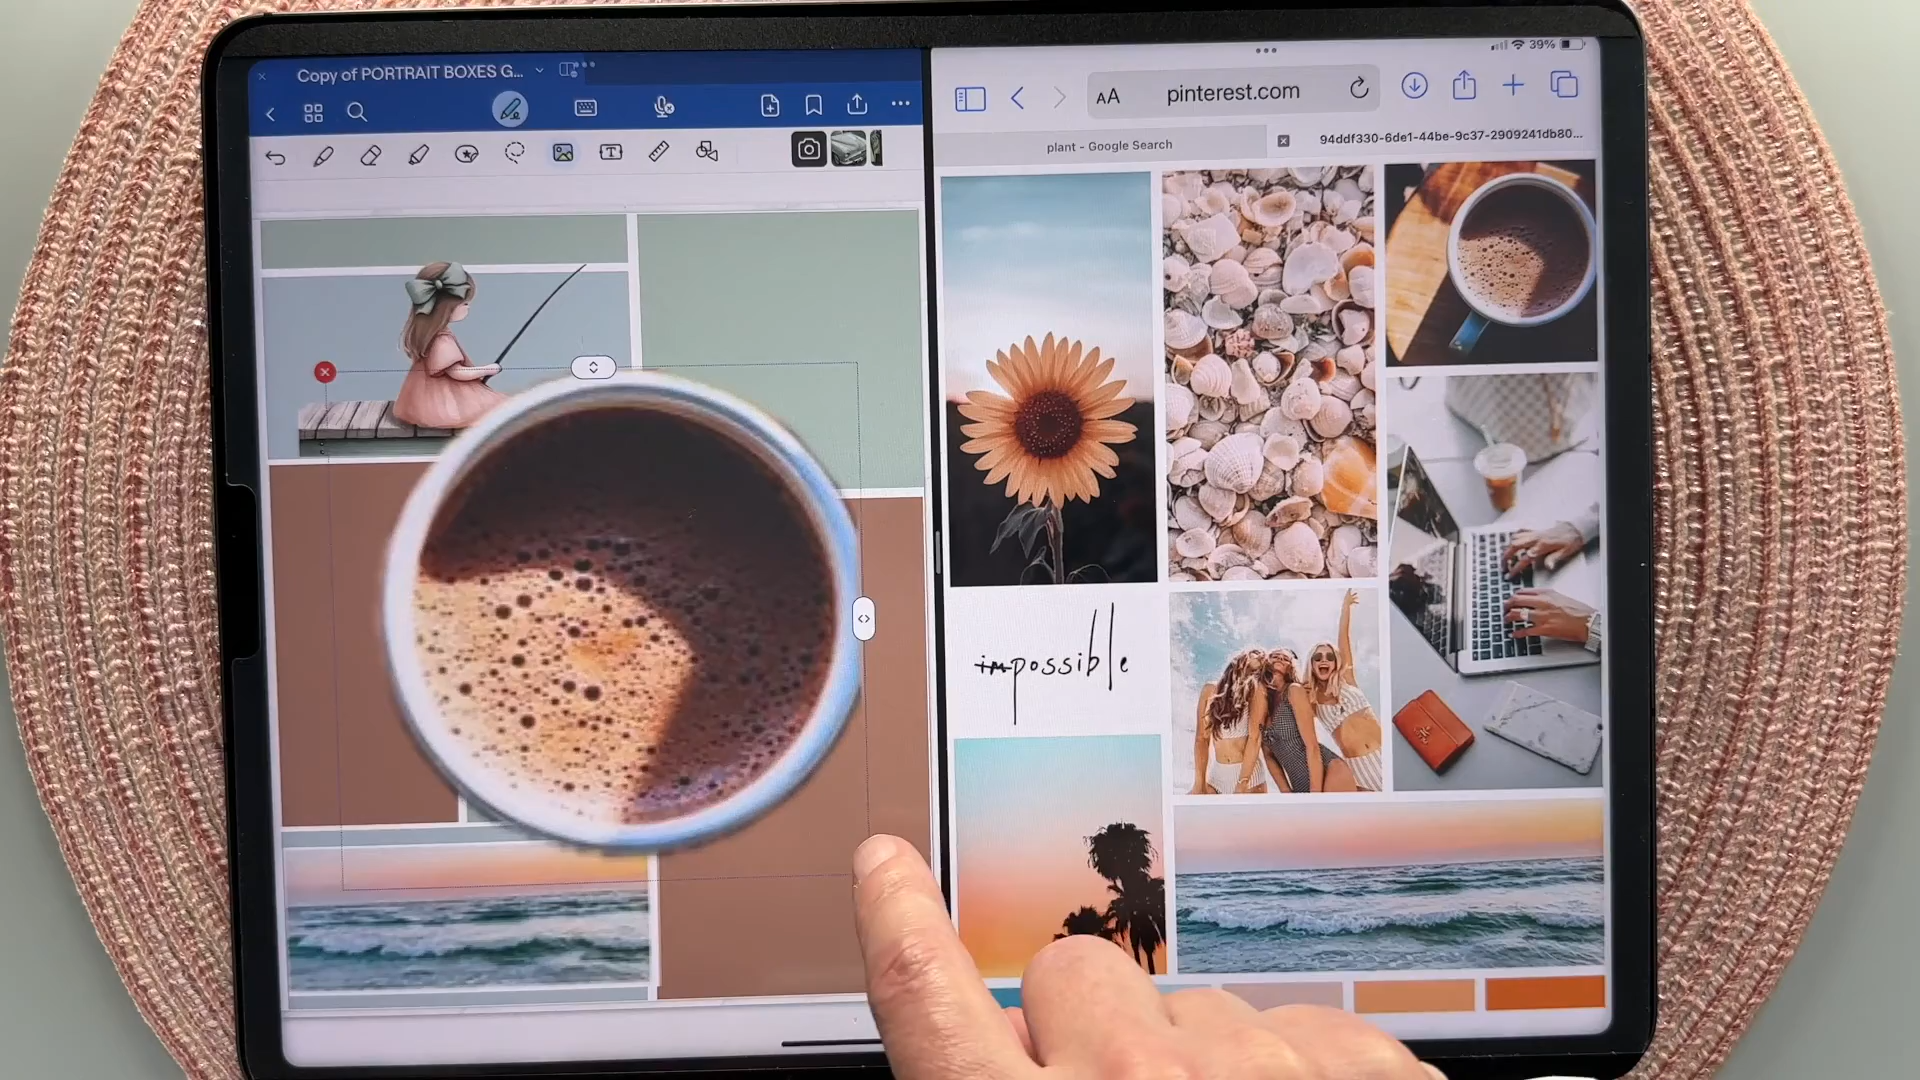 Copy of PORTRAIT BOXES G...
39%
AA pinterest.com
plant - Google Search
94ddf330-6de1-44be-9c37-2909241db80...
impossible